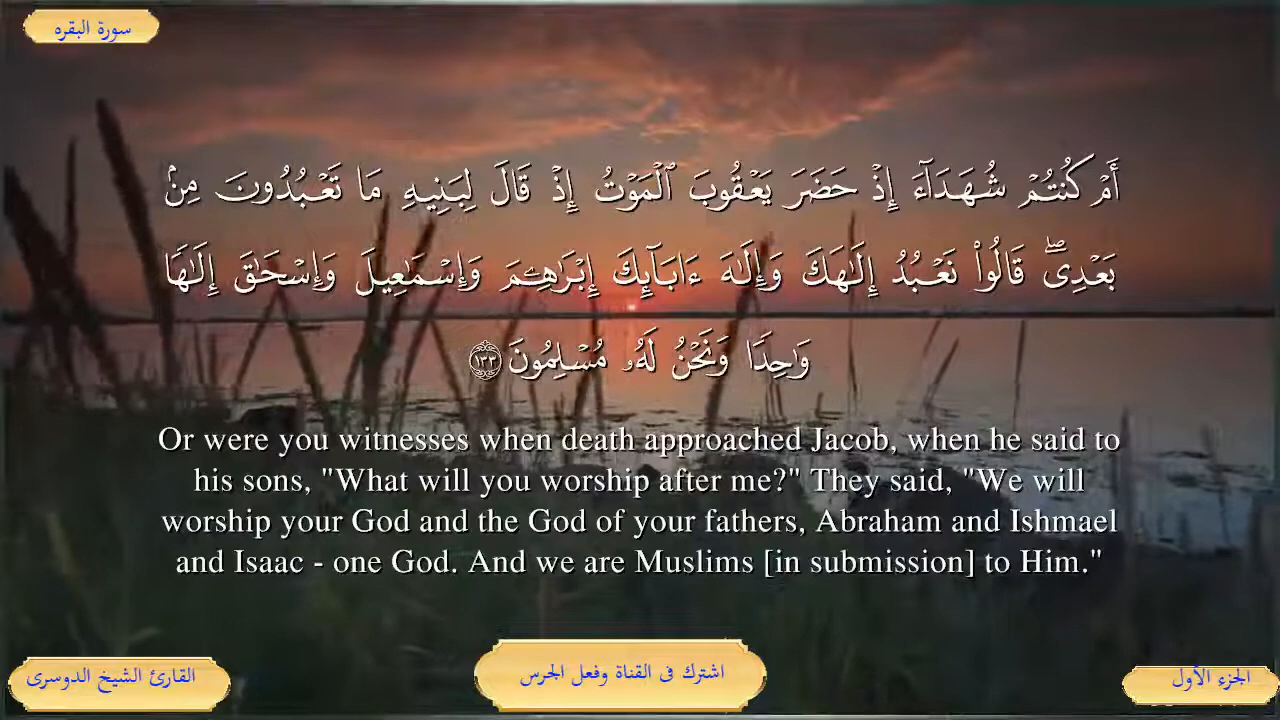 سورة البقره
أَمْ كُنتُمْ شُهَدَآءَ إِذْ حَضَرَ يَعْقُوبَ ٱلْمَوْتُ إِذْ قَالَ لِبَنِيهِ مَا تَعْبُدُونَ مِنۢ
بَعْدِى ۖ قَالُوا۟ نَعْبُدُ إِلَـٰهَكَ وَإِلَـٰهَ ءَابَآئِكَ إِبْرَٰهِـۧمَ وَإِسْمَـٰعِيلَ وَإِسْحَـٰقَ إِلَـٰهًا
وَٰحِدًا وَنَحْنُ لَهُۥ مُسْلِمُونَ ١٣٣
Or were you witnesses when death approached Jacob, when he said to
his sons, "What will you worship after me?" They said, "We will
worship your God and the God of your fathers, Abraham and Ishmael
and Isaac - one God. And we are Muslims [in submission] to Him."
الجزء الأول
اشترك فى القناة وفعل الجرس
القارئ الشيخ الدوسرى